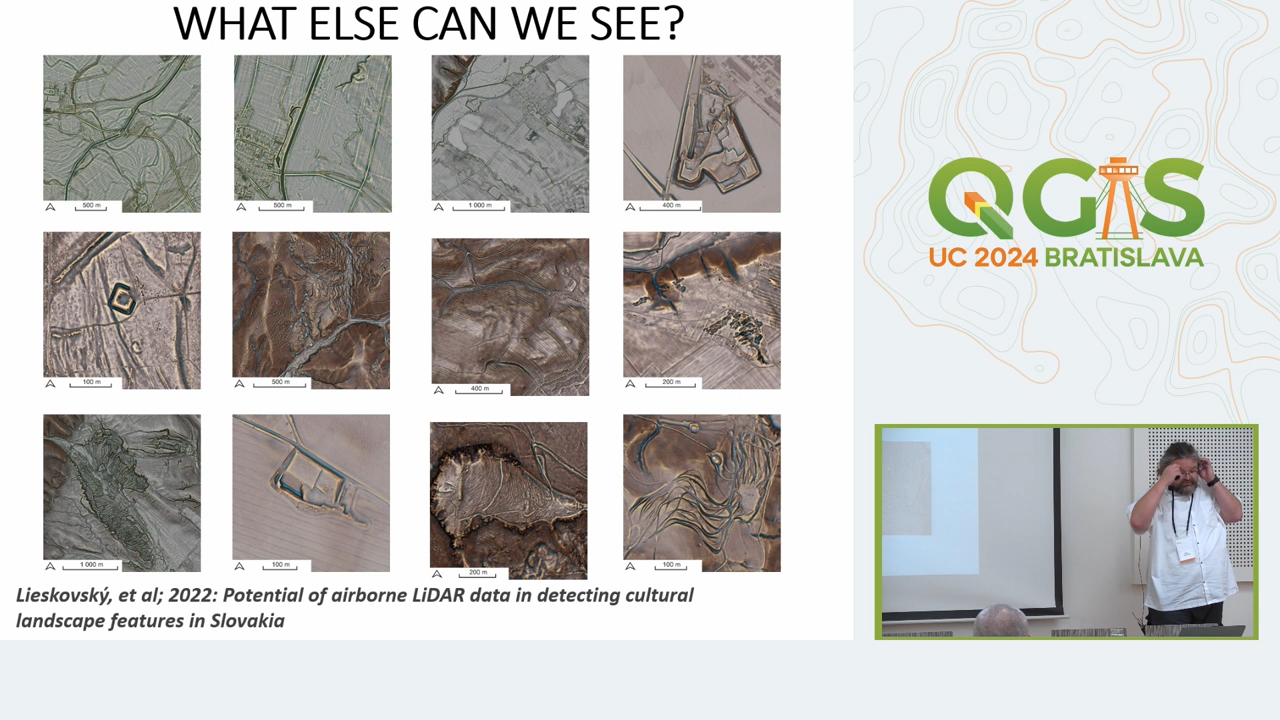 WHAT ELSE CAN WE SEE?
500 m
500 m
1 000 m
400 m
100 m
500 m
400 m
200 m
1 000 m
100 m
200 m
100 m
Lieskovský, et al; 2022: Potential of airborne LiDAR data in detecting cultural
landscape features in Slovakia
QGIS
UC 2024 BRATISLAVA